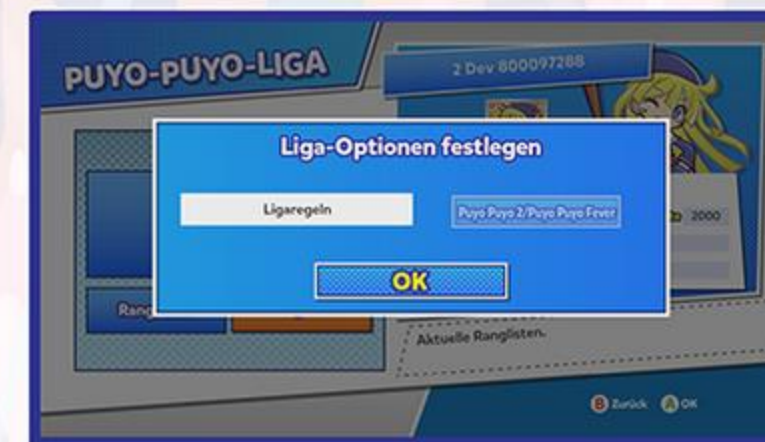 PUYO-PUYO-LIGA
2 Dev 800097288
Liga-Optionen festlegen
Ligaregeln
Puyo Puyo 2/Puyo Puyo Fever
2000
OK
Aktuelle Ranglisten.
B Zurück A OK